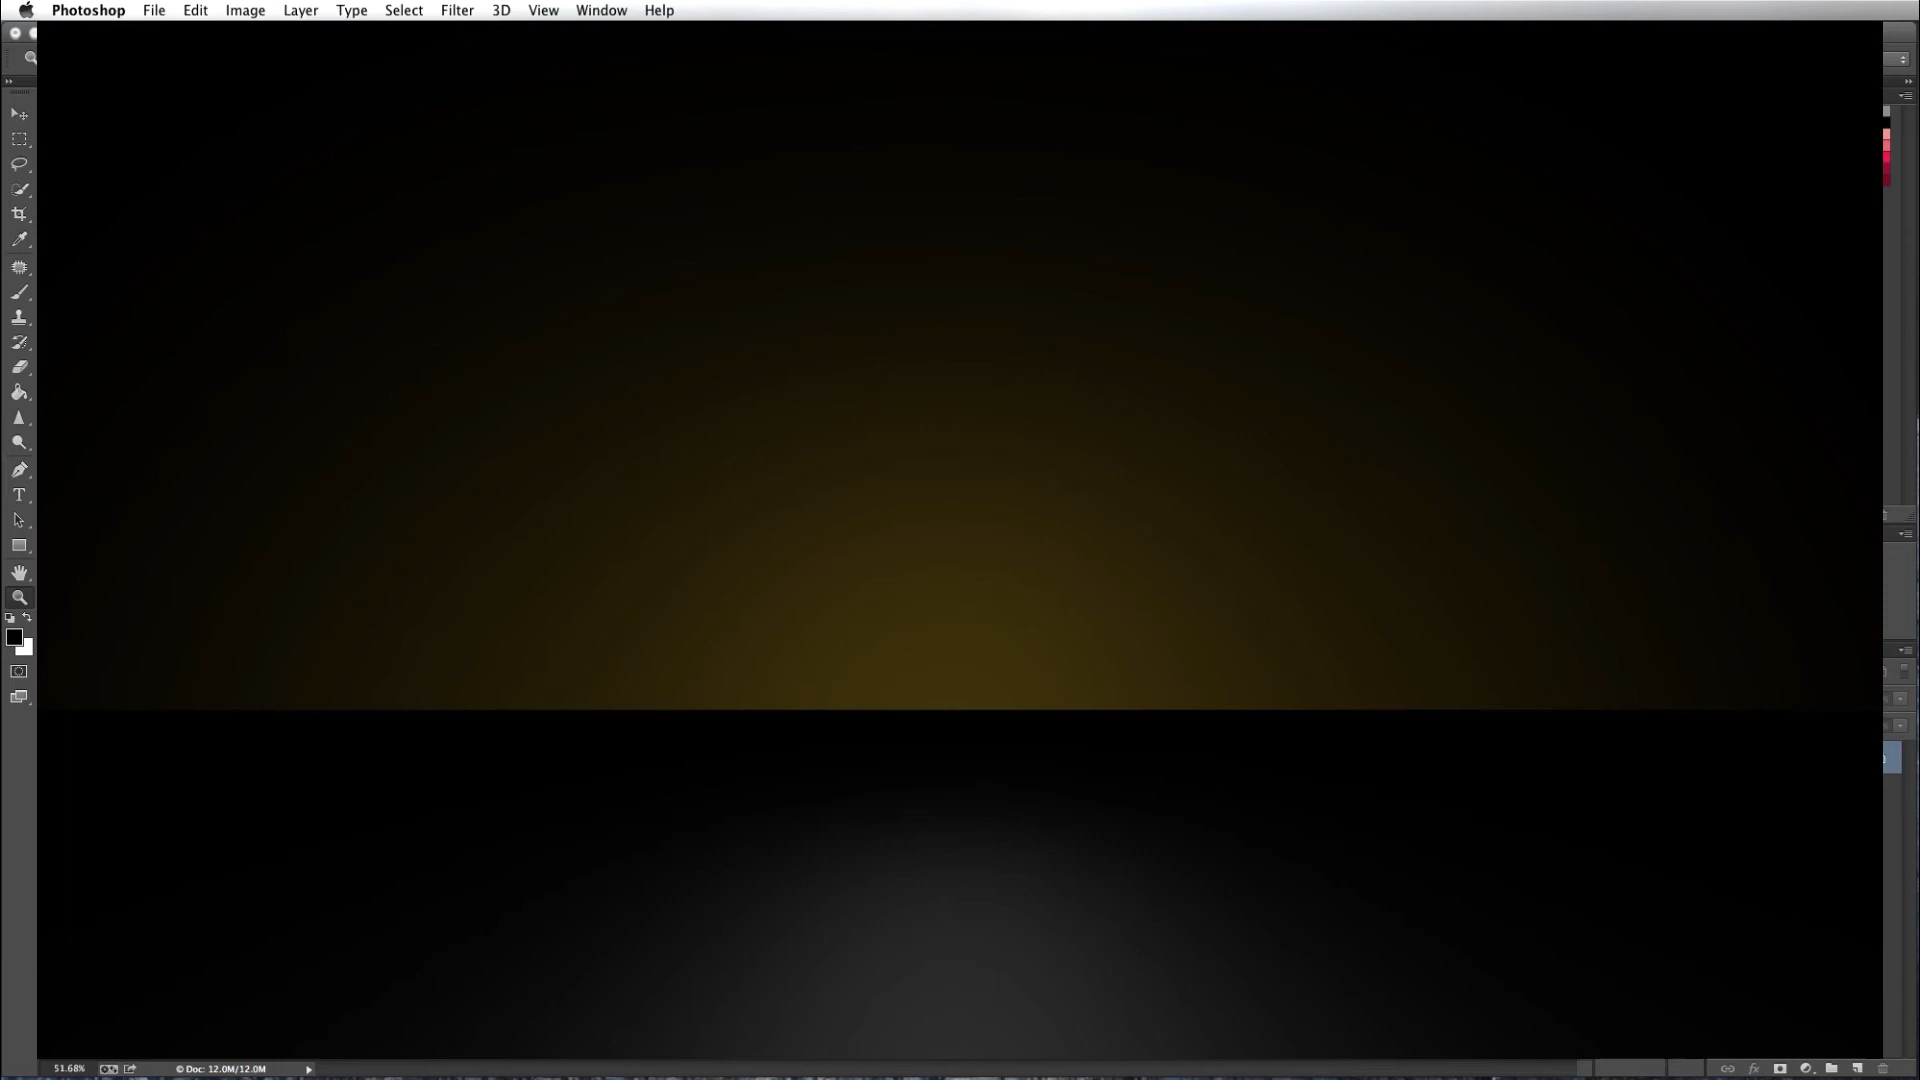 Photoshop File Edit Image Layer Type Select Filter 3D View Window Help
51.68% © Doc: 12.0M/12.0M